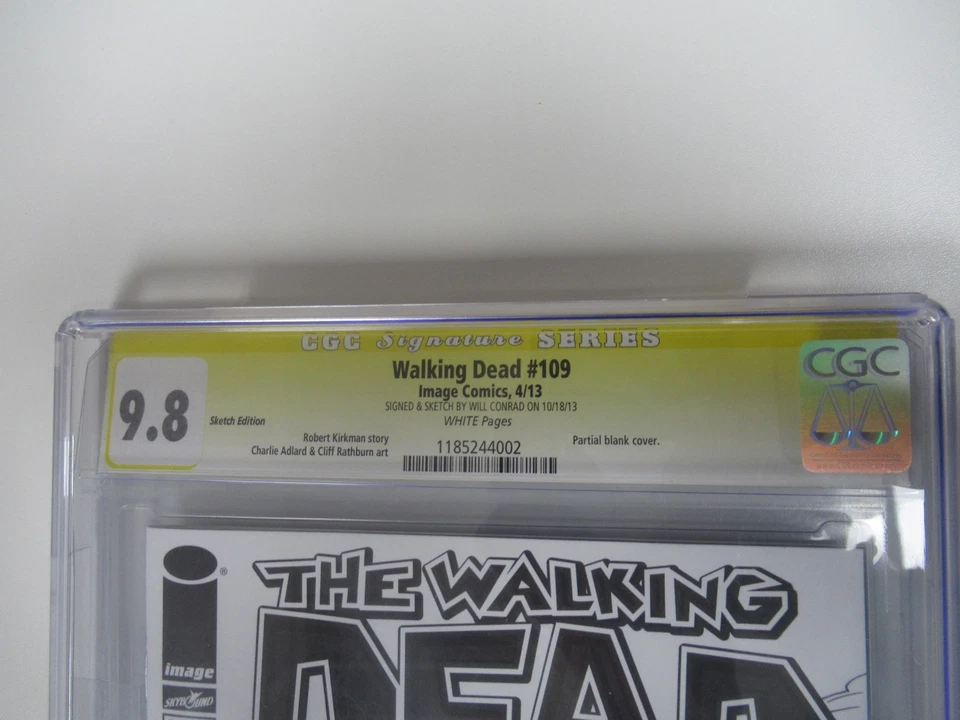 CGC Signature SERIES
Walking Dead #109
Image Comics, 4/13
SIGNED & SKETCH BY WILL CONRAD ON 10/18/13
WHITE Pages
9.8
Sketch Edition
Robert Kirkman story
Charlie Adlard & Cliff Rathburn art
1185244002
Partial blank cover.
CGC
THE WALKING
DEAD
®
image
SKYBOUND